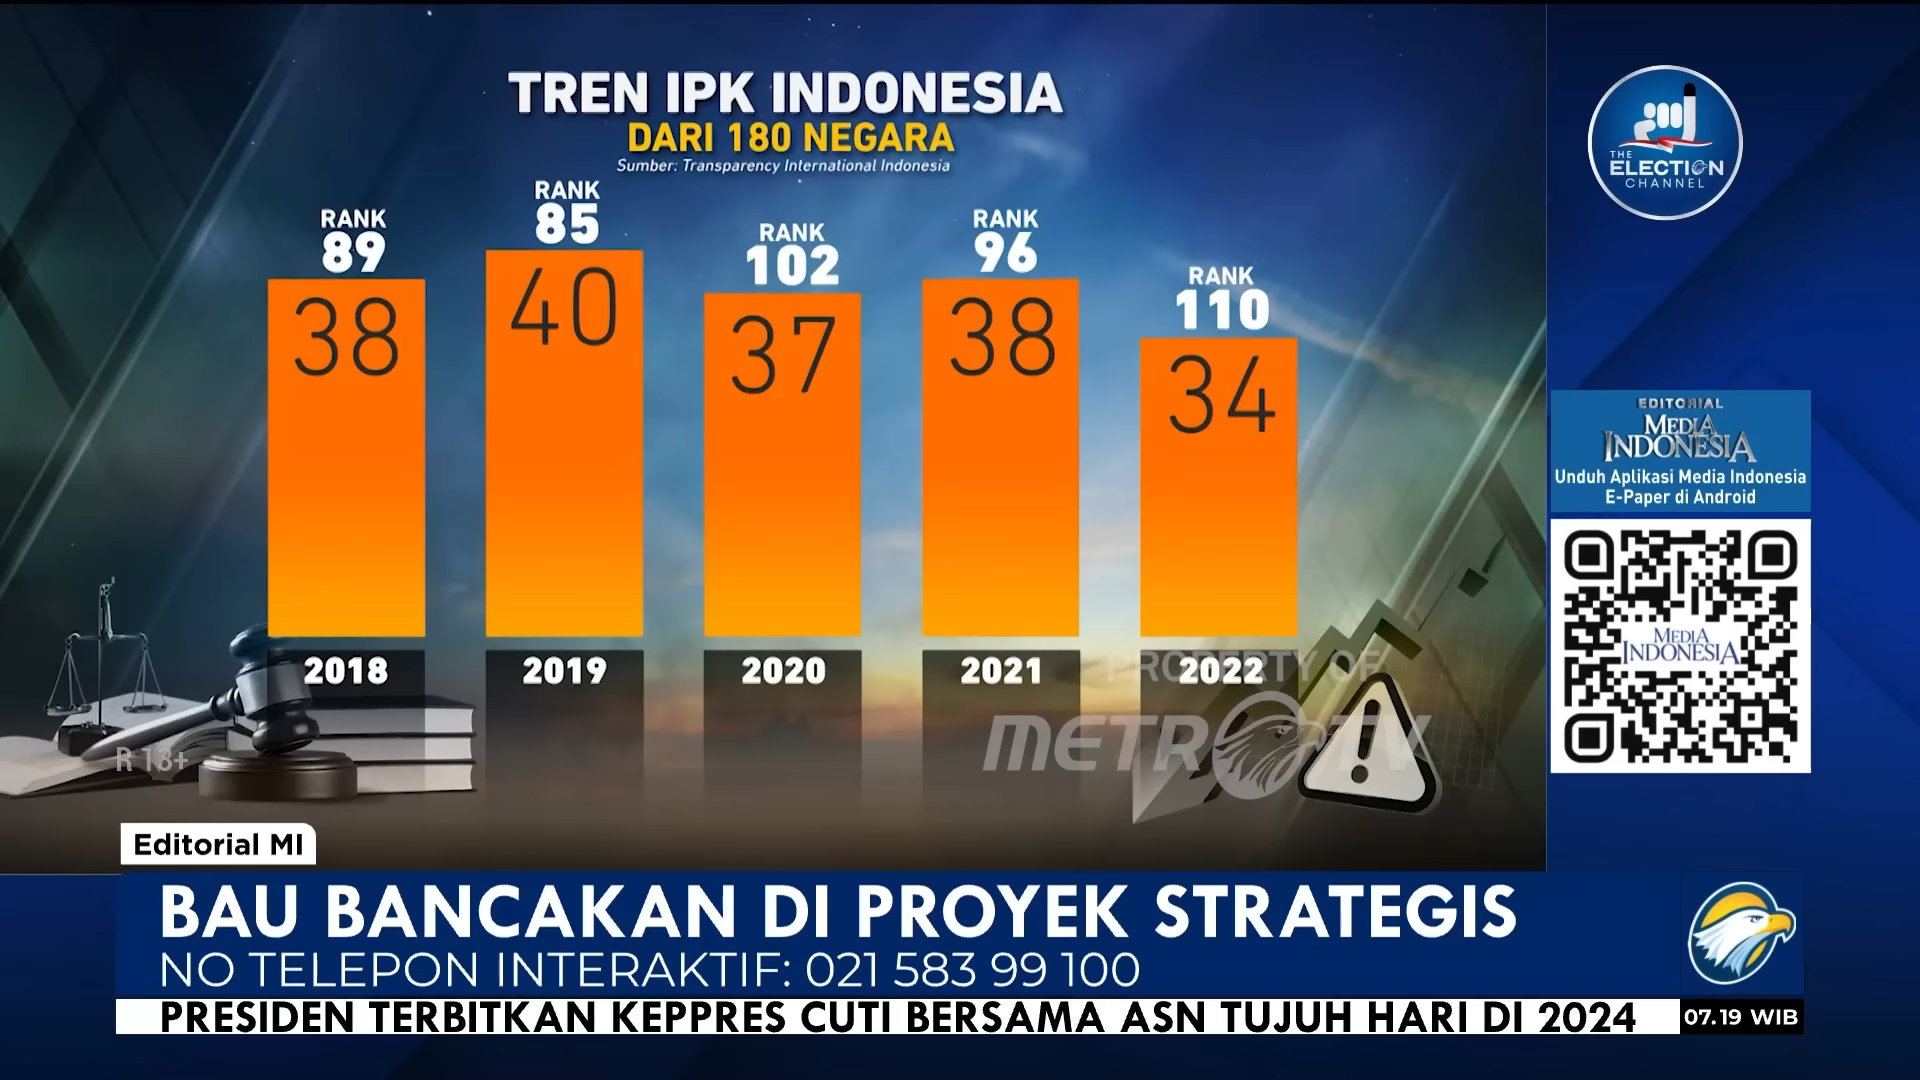 TREN IPK INDONESIA
DARI 180 NEGARA
Sumber: Transparency International Indonesia
RANK
89
38
2018
RANK
85
40
2019
RANK
102
37
2020
RANK
96
38
2021
RANK
110
34
2022
PROPERTY OF
METRO TV
R 13+
THE
ELECTION
CHANNEL
EDITORIAL
MEDIA
INDONESIA
Unduh Aplikasi Media Indonesia
E-Paper di Android
MEDIA
INDONESIA
Editorial MI
BAU BANCAKAN DI PROYEK STRATEGIS
NO TELEPON INTERAKTIF: 021 583 99 100
PRESIDEN TERBITKAN KEPPRES CUTI BERSAMA ASN TUJUH HARI DI 2024
07.19 WIB